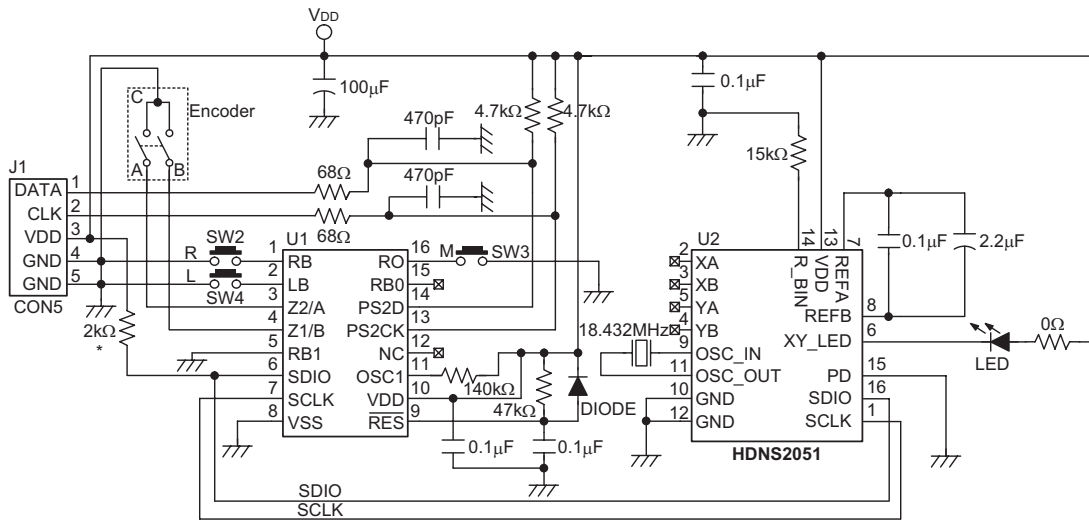 VDD
100μF
0.1μF
C
Encoder
A
B
470pF
4.7kΩ
4.7kΩ
15kΩ
J1
DATA 1
CLK 2
VDD 3
GND 4
GND 5
CON5
68Ω
470pF
68Ω
R
SW2
L
SW4
2kΩ
*
U1
1 RB
2 LB
3 Z2/A
4 Z1/B
5 RB1
6 SDIO
7 SCLK
8 VSS
RO 16
RB0 15
PS2D 14
PS2CK 13
NC 12
OSC1 11
VDD 10
RES 9
M
SW3
140kΩ
47kΩ
DIODE
0.1μF
0.1μF
18.432MHz
U2
2 XA
3 XB
5 YA
4 YB
9 OSC_IN
11 OSC_OUT
10 GND
12 GND
14 R_BIN
13 VDD
7 REFA
REFB 8
XY_LED 6
PD 15
SDIO 16
SCLK 1
HDNS2051
0.1μF
2.2μF
LED
0Ω
SDIO
SCLK